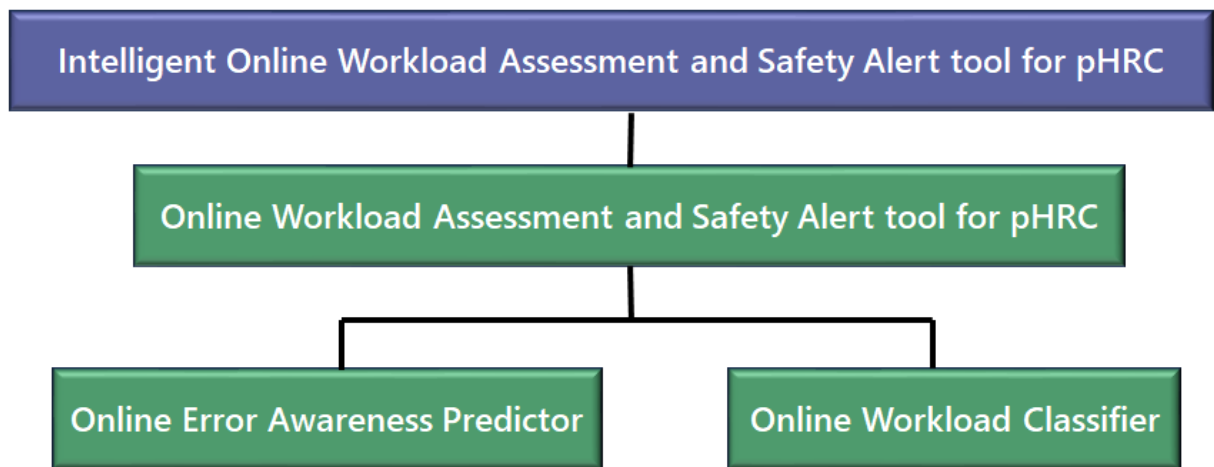 Intelligent Online Workload Assessment and Safety Alert tool for pHRC
Online Workload Assessment and Safety Alert tool for pHRC
Online Error Awareness Predictor
Online Workload Classifier